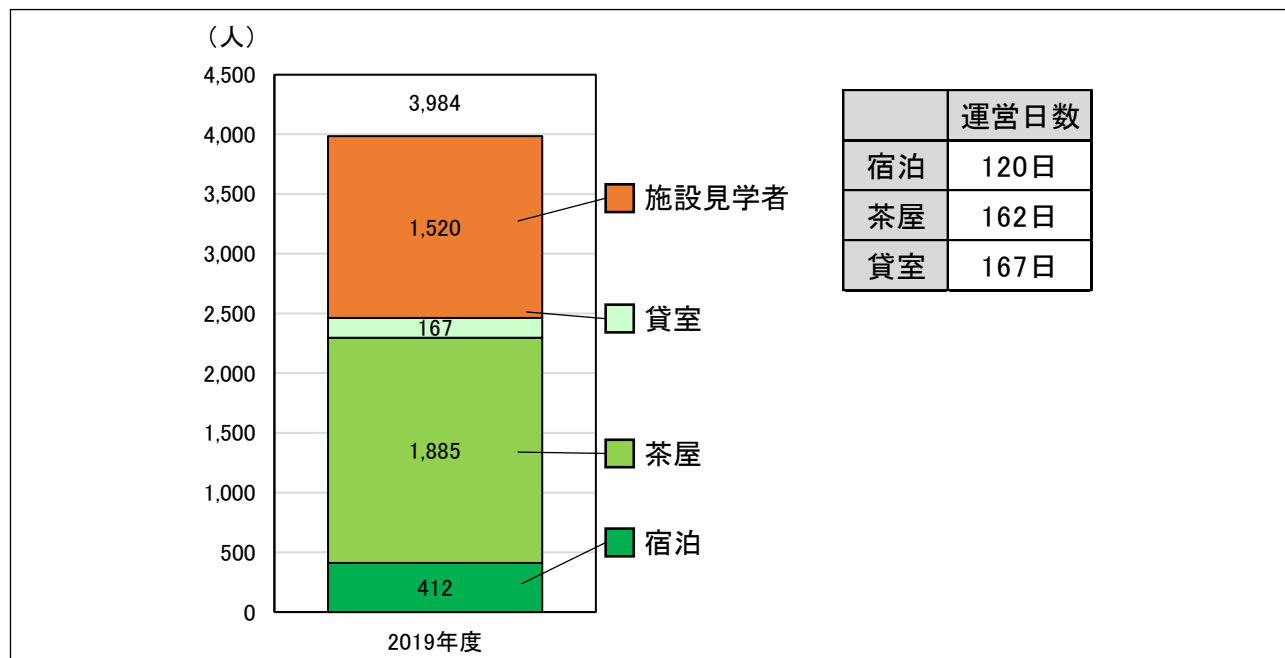 （人）
4,500
4,000
3,500
3,000
2,500
2,000
1,500
1,000
500
0
3,984
1,520
167
1,885
412
2019年度
施設見学者
貸室
茶屋
宿泊
運営日数
宿泊 120日
茶屋 162日
貸室 167日